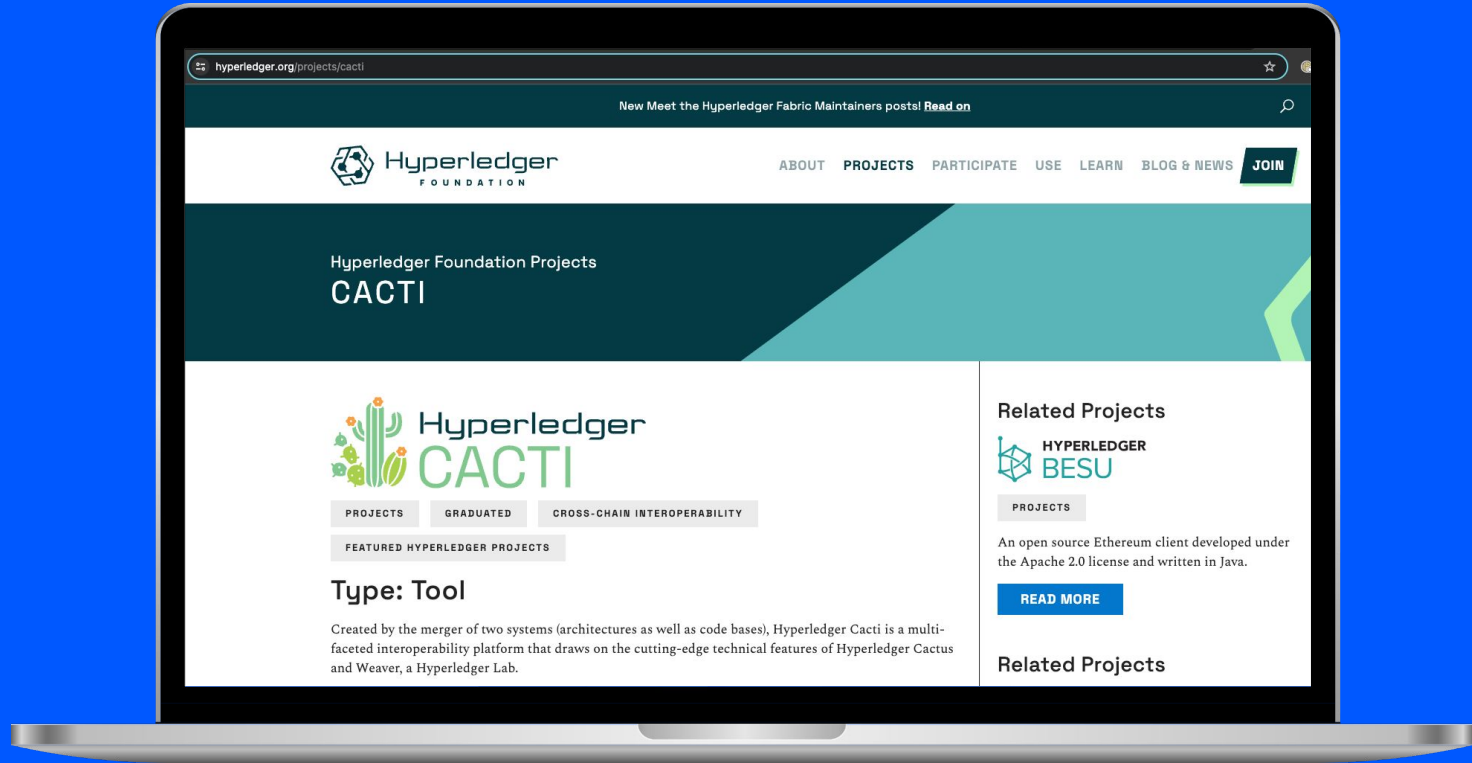 hyperledger.org/projects/cacti
New Meet the Hyperledger Fabric Maintainers posts! Read on
Hyperledger
FOUNDATION
ABOUT PROJECTS PARTICIPATE USE LEARN BLOG & NEWS JOIN
Hyperledger Foundation Projects
CACTI
Hyperledger
CACTI
PROJECTS GRADUATED CROSS-CHAIN INTEROPERABILITY
FEATURED HYPERLEDGER PROJECTS
Type: Tool
Created by the merger of two systems (architectures as well as code bases), Hyperledger Cacti is a multi-
faceted interoperability platform that draws on the cutting-edge technical features of Hyperledger Cactus
and Weaver, a Hyperledger Lab.
Related Projects
HYPERLEDGER
BESU
PROJECTS
An open source Ethereum client developed under
the Apache 2.0 license and written in Java.
READ MORE
Related Projects